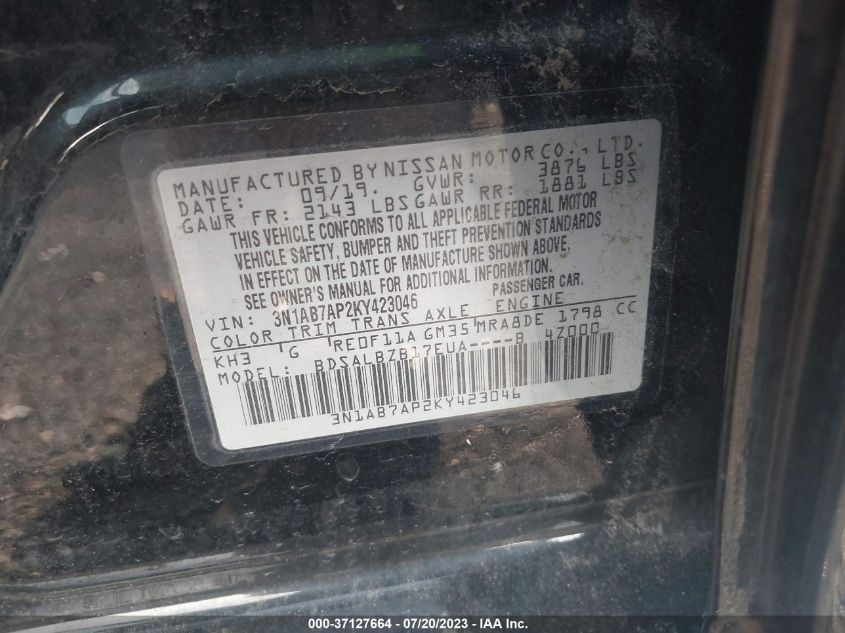 MANUFACTURED BY NISSAN MOTOR CO., LTD.
DATE: 09/19. GVWR: 3876 LBS
GAWR FR: 2143 LBS GAWR RR: 1881 LBS
THIS VEHICLE CONFORMS TO ALL APPLICABLE FEDERAL MOTOR
VEHICLE SAFETY, BUMPER AND THEFT PREVENTION STANDARDS
IN EFFECT ON THE DATE OF MANUFACTURE SHOWN ABOVE.
SEE OWNER'S MANUAL FOR ADDITIONAL INFORMATION.
VIN: 3N1AB7AP2KY423046 PASSENGER CAR.
COLOR TRIM TRANS AXLE ENGINE
KH3 G RE0F11A GM35 MRA8DE 1798 CC
MODEL: BDSALBZB17EUA----B 4Z000
3N1AB7AP2KY423046
000-37127664 - 07/20/2023 - IAA Inc.